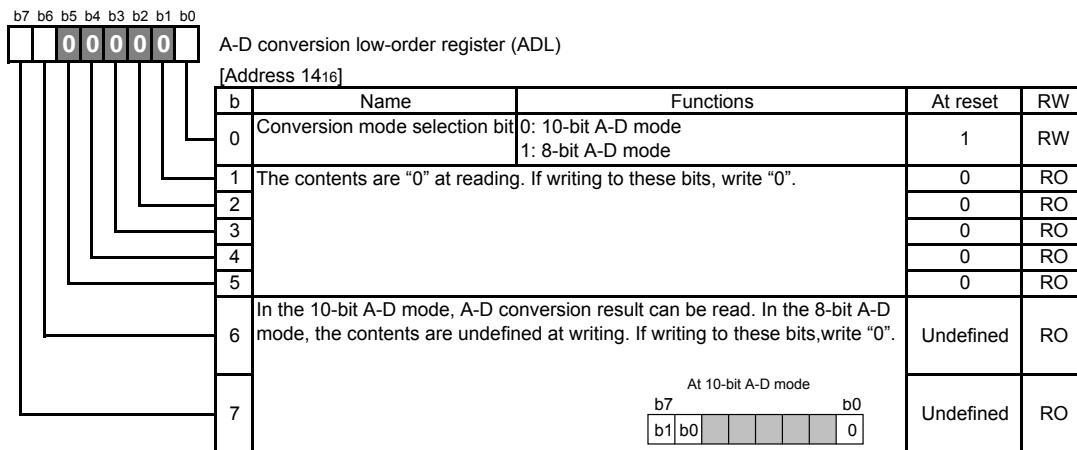 b7 b6 b5 b4 b3 b2 b1 b0
0 0 0 0 0
A-D conversion low-order register (ADL)
[Address 1416]
b Name Functions At reset RW
0 Conversion mode selection bit 0: 10-bit A-D mode 1 RW
1: 8-bit A-D mode
1 The contents are “0” at reading. If writing to these bits, write “0”. 0 RO
2 0 RO
3 0 RO
4 0 RO
5 0 RO
In the 10-bit A-D mode, A-D conversion result can be read. In the 8-bit A-D
6 mode, the contents are undefined at writing. If writing to these bits,write “0”. Undefined RO
At 10-bit A-D mode
b7 b0
7 Undefined RO
b1 b0 0